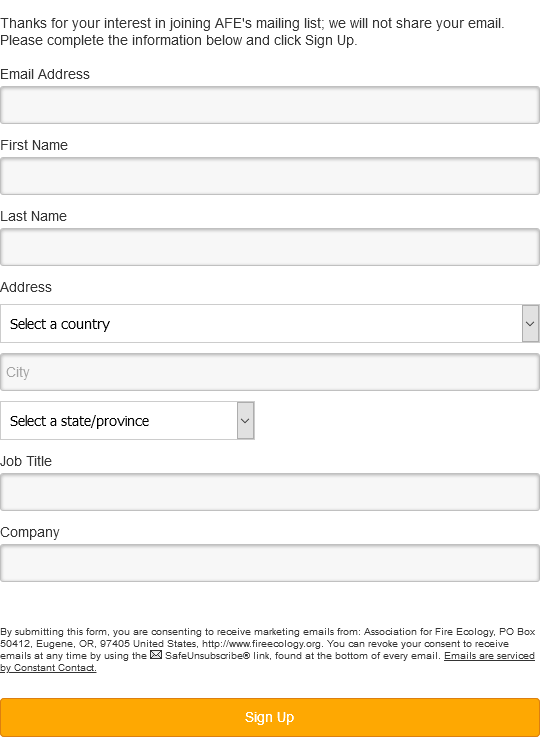 Thanks for your interest in joining AFE's mailing list; we will not share your email.
Please complete the information below and click Sign Up.
Email Address
First Name
Last Name
Address
Select a country
City
Select a state/province
Job Title
Company
By submitting this form, you are consenting to receive marketing emails from: Association for Fire Ecology, PO Box
50412, Eugene, OR, 97405 United States, http://www.fireecology.org. You can revoke your consent to receive
emails at any time by using the SafeUnsubscribe® link, found at the bottom of every email. Emails are serviced
by Constant Contact.
Sign Up